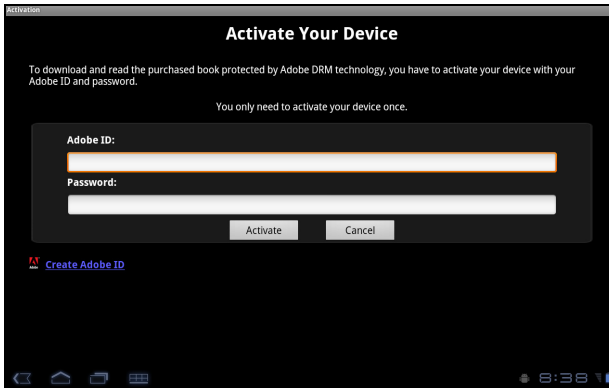 Activation
Activate Your Device
To download and read the purchased book protected by Adobe DRM technology, you have to activate your device with your
Adobe ID and password.
You only need to activate your device once.
Adobe ID:
Password:
Activate Cancel
Adobe Create Adobe ID
8:38